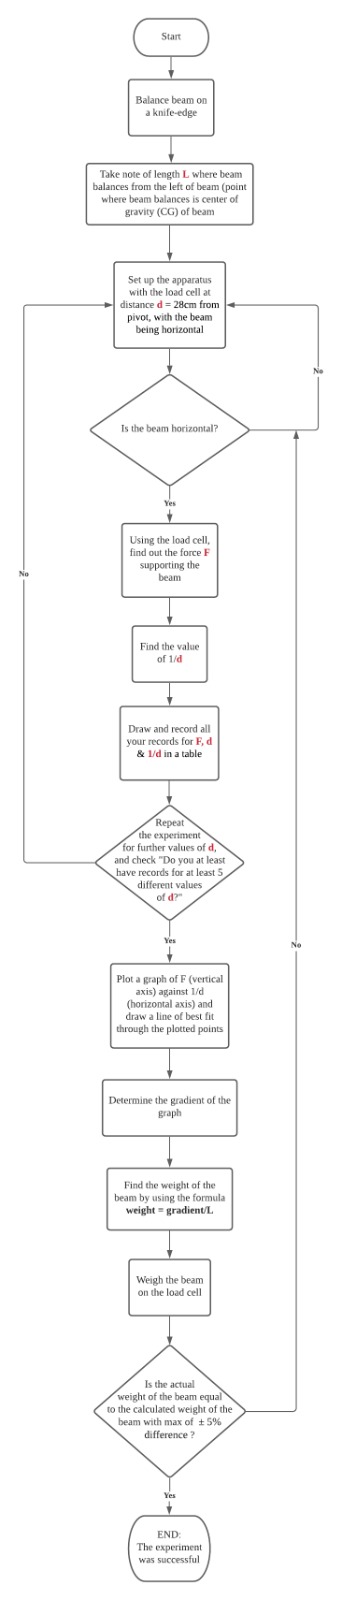 Start
Balance beam on
a knife-edge
Take note of length L where beam
balances from the left of beam (point
where beam balances is center of
gravity (CG) of beam
Set up the apparatus
with the load cell at
distance d = 28cm from
pivot, with the beam
being horizontal
No
Is the beam horizontal?
Yes
Using the load cell,
find out the force F
supporting the
beam
No
Find the value
of 1/d
Draw and record all
your records for F, d
& 1/d in a table
Repeat
the experiment
for further values of d,
and check "Do you at least
have records for at least 5
different values
of d?"
Yes
No
Plot a graph of F (vertical
axis) against 1/d
(horizontal axis) and
draw a line of best fit
through the plotted points
Determine the gradient of the
graph
Find the weight of the
beam by using the formula
weight = gradient/L
Weigh the beam
on the load cell
Is the actual
weight of the beam equal
to the calculated weight of the
beam with max of ± 5%
difference ?
Yes
END:
The experiment
was successful